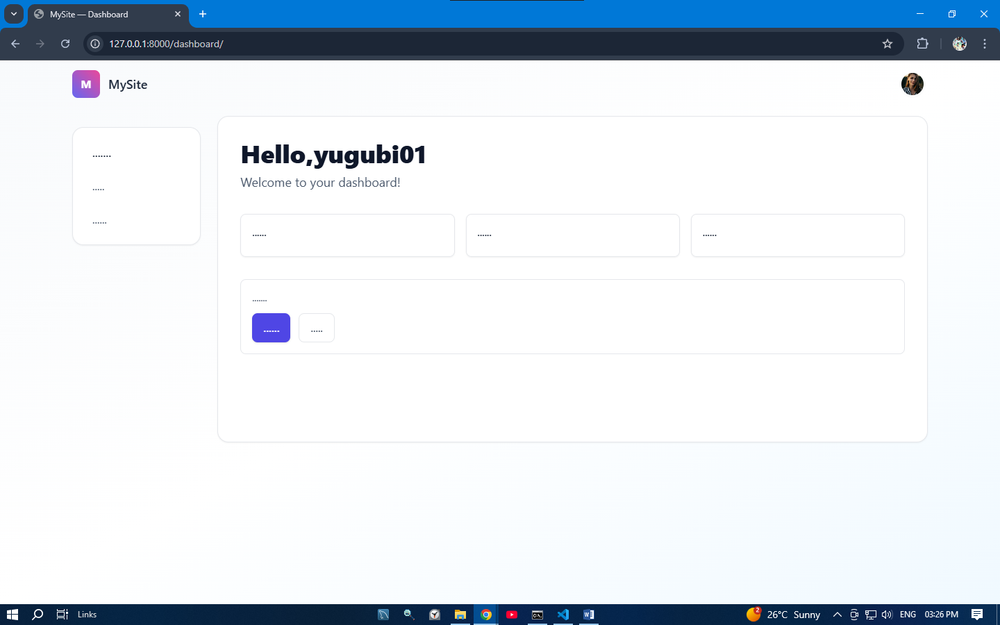 MySite — Dashboard
127.0.0.1:8000/dashboard/
M MySite
.......
.....
......
Hello,yugubi01
Welcome to your dashboard!
...... ...... ......
.......
...... .....
Links
2 26°C Sunny ENG 03:26 PM